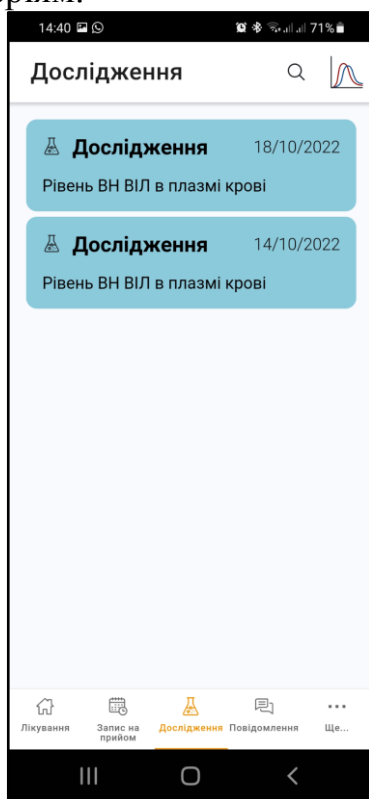 14:40 71%
Дослідження
Дослідження 18/10/2022
Рівень ВН ВІЛ в плазмі крові
Дослідження 14/10/2022
Рівень ВН ВІЛ в плазмі крові
Лікування Запис на прийом Дослідження Повідомлення Ще...